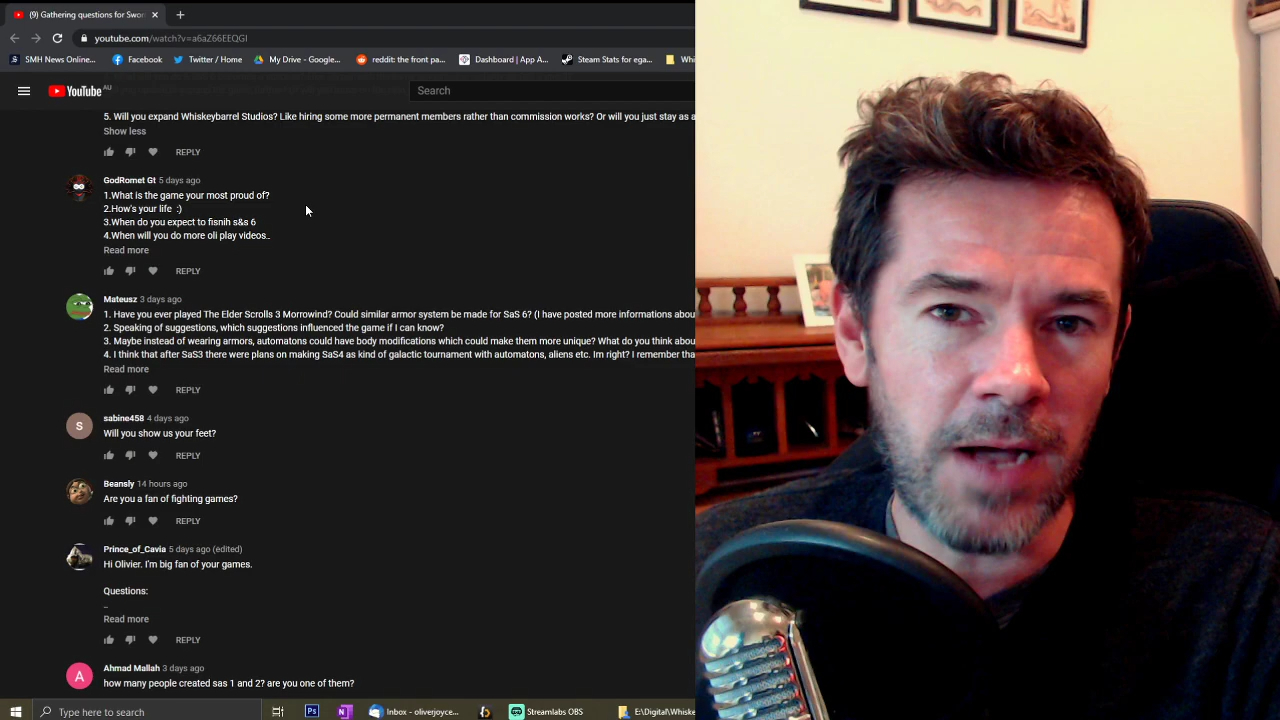 (9) Gathering questions for Swor
youtube.com/watch?v=a6aZ66EEQGI
SMH News Online...
Facebook
Twitter / Home
My Drive - Google...
reddit: the front pa...
Dashboard | App A...
Steam Stats for ega...
Whi
YouTube AU
Search
5. Will you expand Whiskeybarrel Studios? Like hiring some more permanent members rather than commission works? Or will you just stay as a
Show less
REPLY
GodRomet Gt 5 days ago
1.What is the game your most proud of?
2.How's your life :)
3.When do you expect to fisnih s&s 6
4.When will you do more oli play videos..
Read more
REPLY
Mateusz 3 days ago
1. Have you ever played The Elder Scrolls 3 Morrowind? Could similar armor system be made for SaS 6? (I have posted more informations abou
2. Speaking of suggestions, which suggestions influenced the game if I can know?
3. Maybe instead of wearing armors, automatons could have body modifications which could make them more unique? What do you think abou
4. I think that after SaS3 there were plans on making SaS4 as kind of galactic tournament with automatons, aliens etc. Im right? I remember tha
Read more
REPLY
S
sabine458 4 days ago
Will you show us your feet?
REPLY
Beansly 14 hours ago
Are you a fan of fighting games?
REPLY
Prince_of_Cavia 5 days ago (edited)
Hi Olivier. I'm big fan of your games.
Questions:
..
Read more
REPLY
A
Ahmad Mallah 3 days ago
how many people created sas 1 and 2? are you one of them?
Type here to search
Ps
N
Inbox - oliverjoyce...
Streamlabs OBS
E:\Digital\Whiske